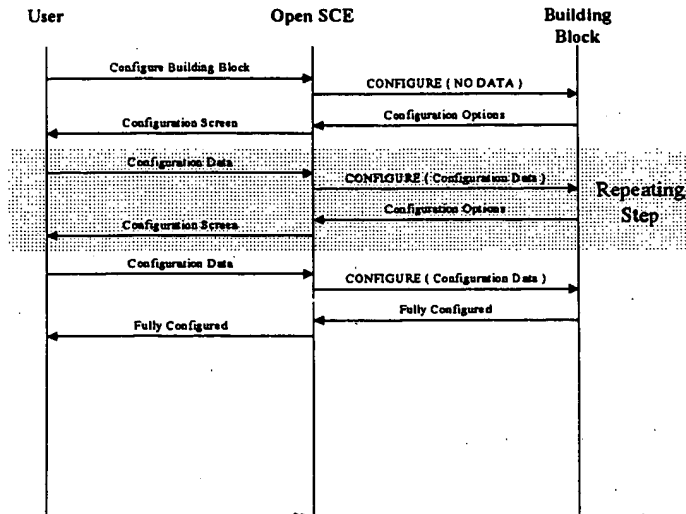 User
Open SCE
Building
Block
Configure Building Block
CONFIGURE ( NO DATA )
Configuration Options
Configuration Screen
Configuration Data
CONFIGURE ( Configuration Data )
Repeating
Step
Configuration Options
Configuration Screen
Configuration Data
CONFIGURE ( Configuration Data )
Fully Configured
Fully Configured